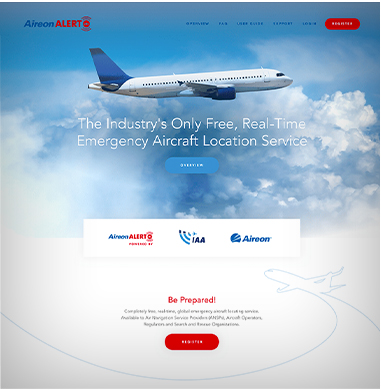 Aireon ALERT
OVERVIEW FAQ USER GUIDES SUPPORT LOGIN REGISTER
The Industry's Only Free, Real-Time
Emergency Aircraft Location Service
OVERVIEW
Aireon ALERT
POWERED BY
IAA
Aireon
Be Prepared!
Completely free, real-time, global emergency aircraft locating service.
Available to Air Navigation Service Providers (ANSPs), Aircraft Operators,
Regulators and Search and Rescue Organizations.
REGISTER